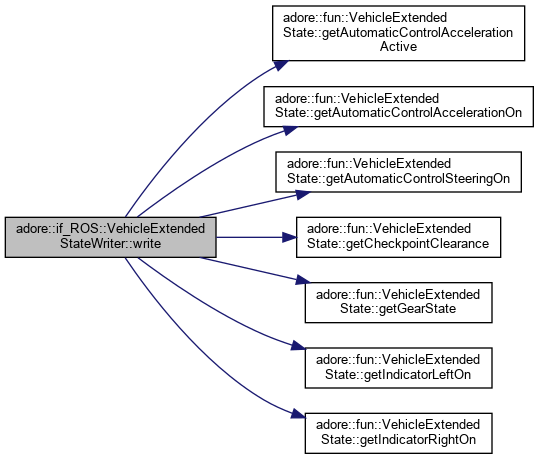 adore::if_ROS::VehicleExtended
StateWriter::write
adore::fun::VehicleExtended
State::getAutomaticControlAcceleration
Active
adore::fun::VehicleExtended
State::getAutomaticControlAccelerationOn
adore::fun::VehicleExtended
State::getAutomaticControlSteeringOn
adore::fun::VehicleExtended
State::getCheckpointClearance
adore::fun::VehicleExtended
State::getGearState
adore::fun::VehicleExtended
State::getIndicatorLeftOn
adore::fun::VehicleExtended
State::getIndicatorRightOn